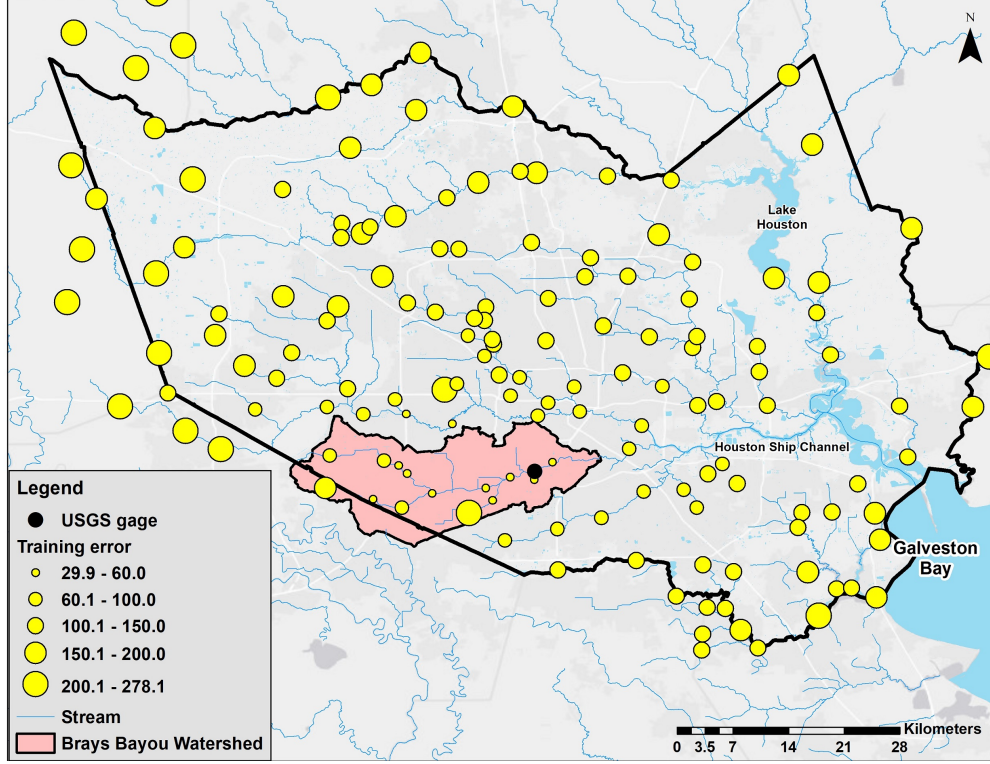 N
Lake
Houston
Houston Ship Channel
Galveston
Bay
Legend
USGS gage
Training error
29.9 - 60.0
60.1 - 100.0
100.1 - 150.0
150.1 - 200.0
200.1 - 278.1
Stream
Brays Bayou Watershed
Kilometers
0 3.5 7 14 21 28